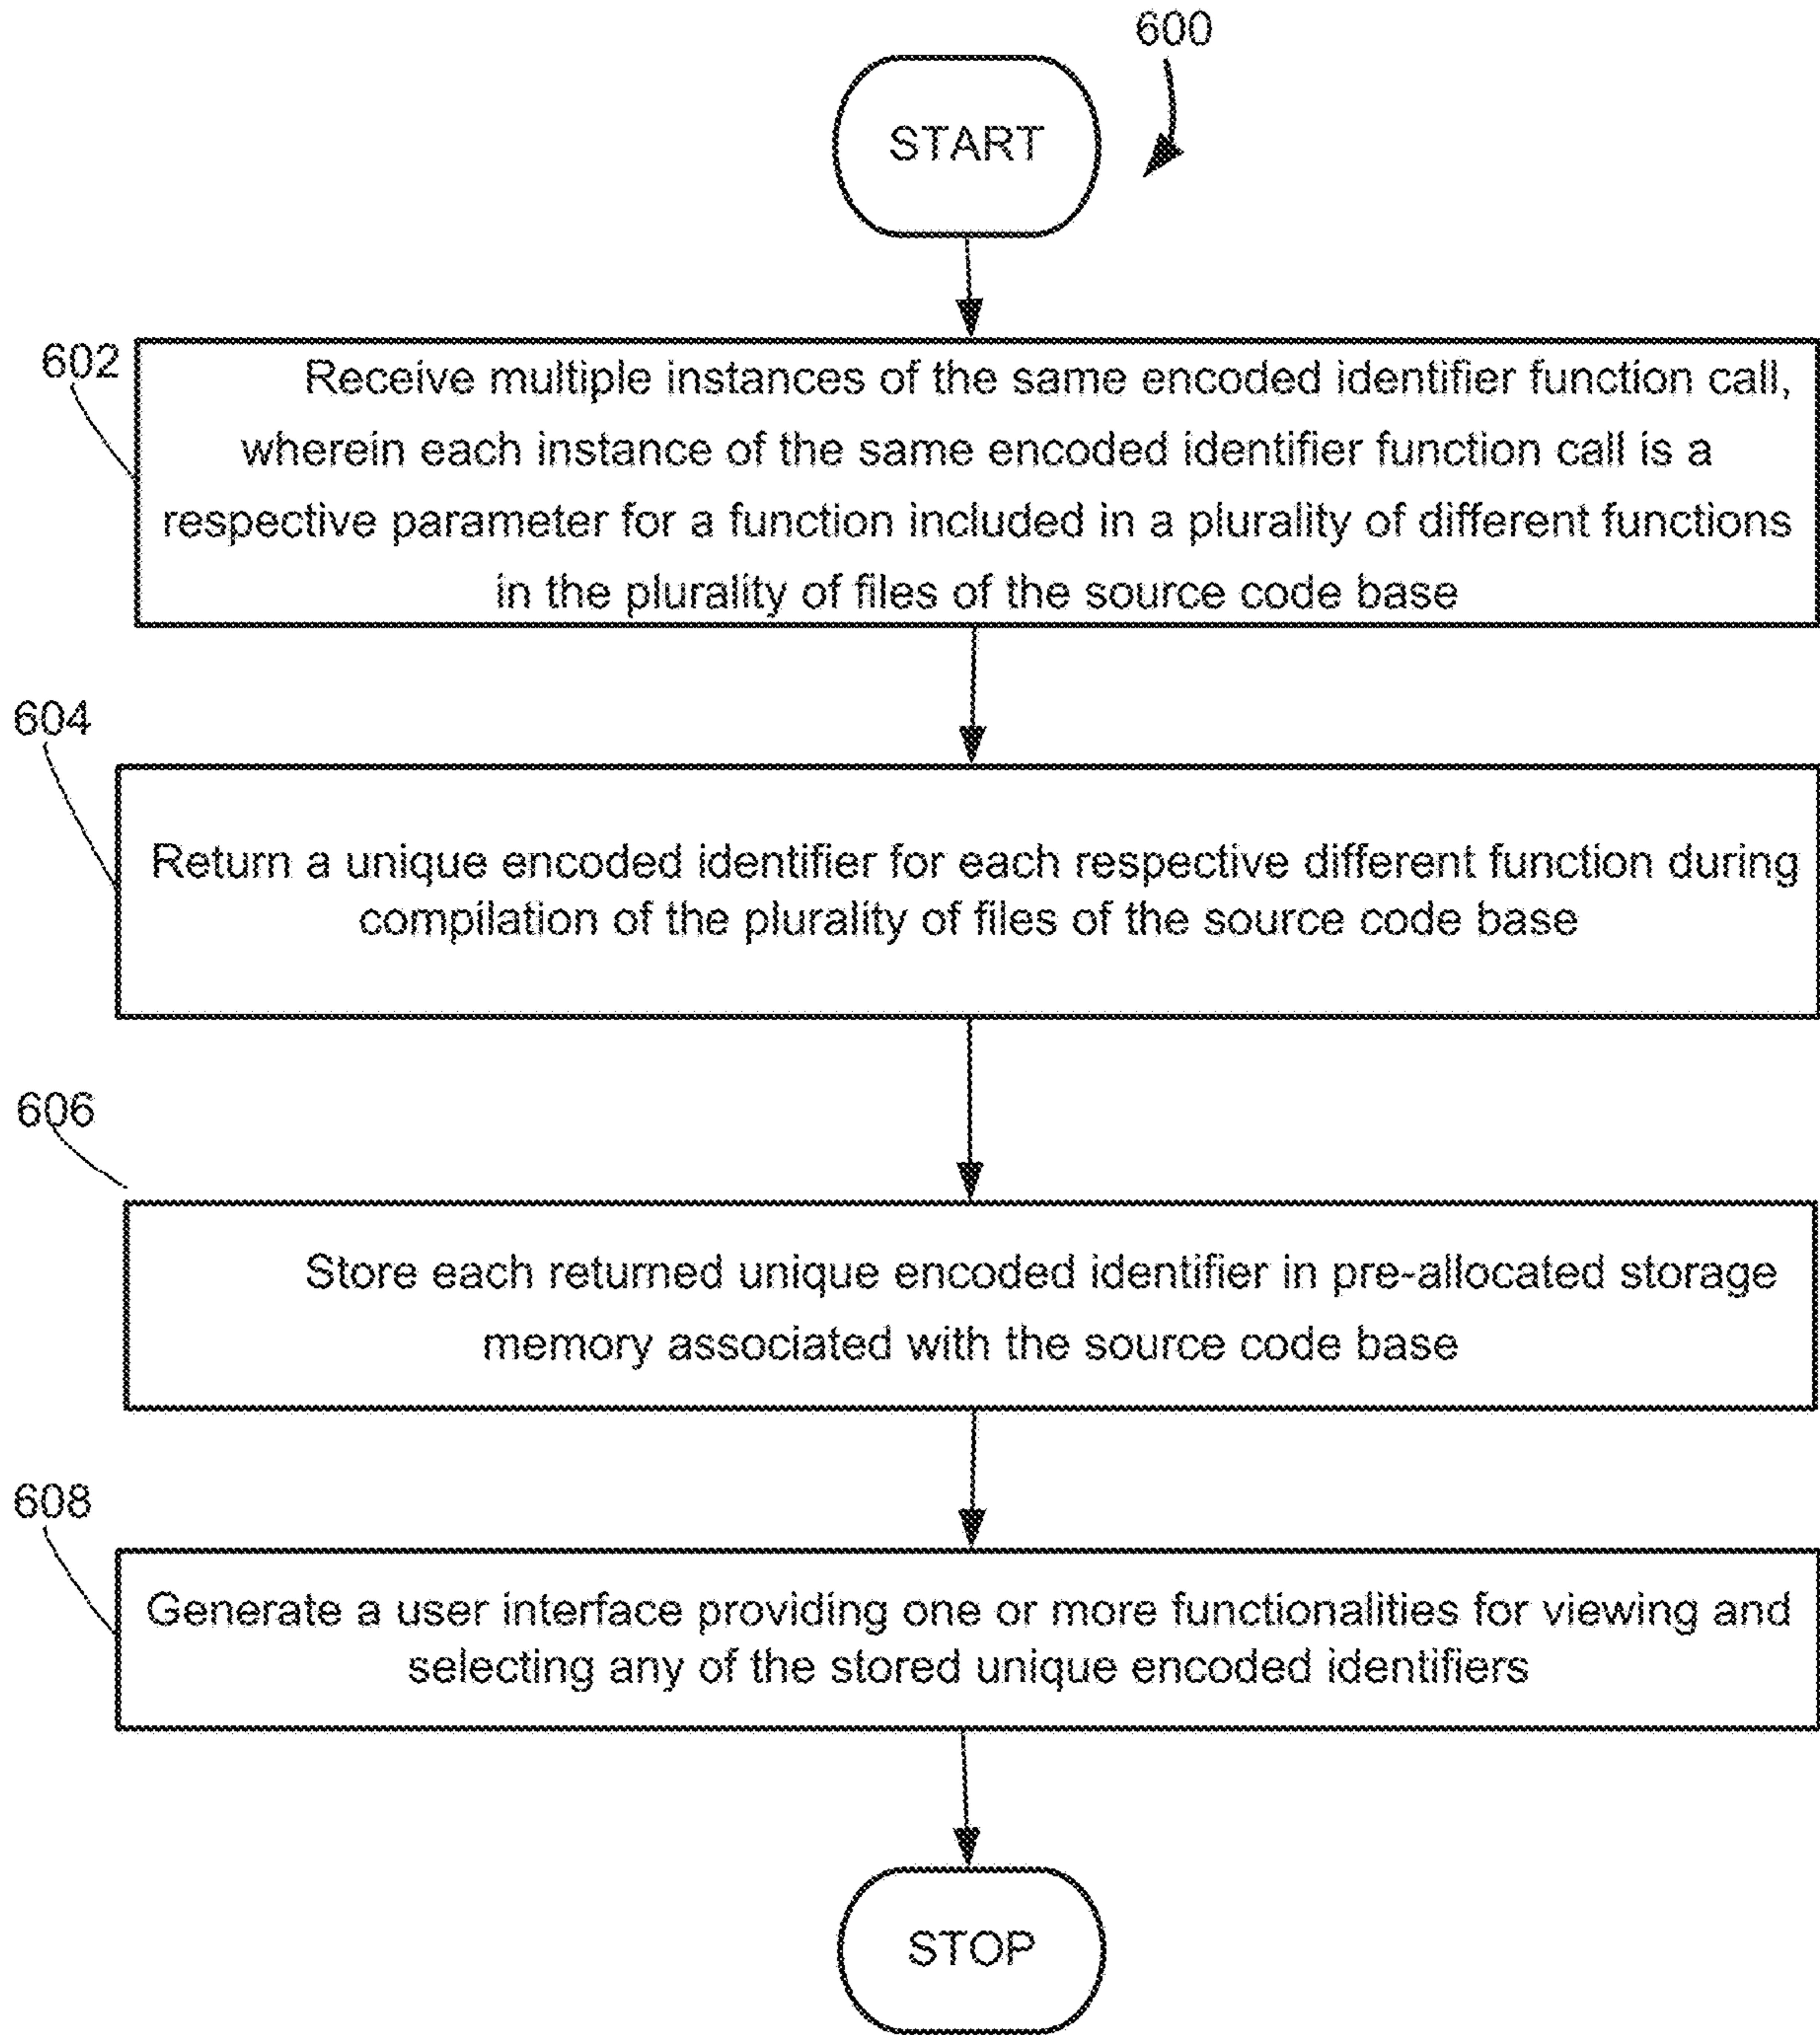 600
START
602
Receive multiple instances of the same encoded identifier function call,
wherein each instance of the same encoded identifier function call is a
respective parameter for a function included in a plurality of different functions
in the plurality of files of the source code base
604
Return a unique encoded identifier for each respective different function during
compilation of the plurality of files of the source code base
606
Store each returned unique encoded identifier in pre-allocated storage
memory associated with the source code base
608
Generate a user interface providing one or more functionalities for viewing and
selecting any of the stored unique encoded identifiers
STOP